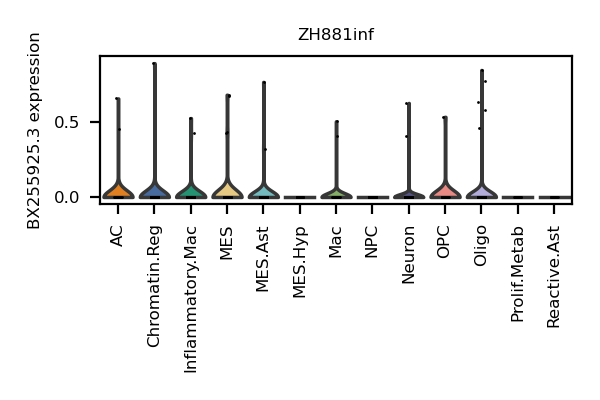 ZH881inf
BX255925.3 expression
0.5
0.0
AC
Chromatin.Reg
Inflammatory.Mac
MES
MES.Ast
MES.Hyp
Mac
NPC
Neuron
OPC
Oligo
Prolif.Metab
Reactive.Ast